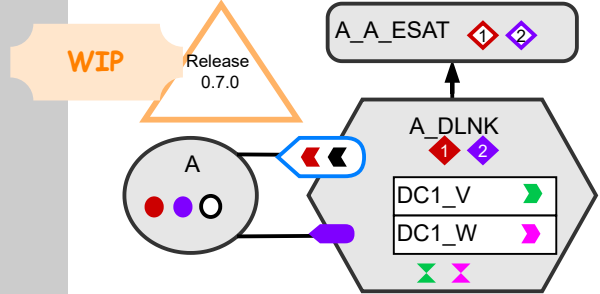 WIP
Release
0.7.0
A_A_ESAT
1
2
A_DLNK
1
2
A
DC1_V
DC1_W